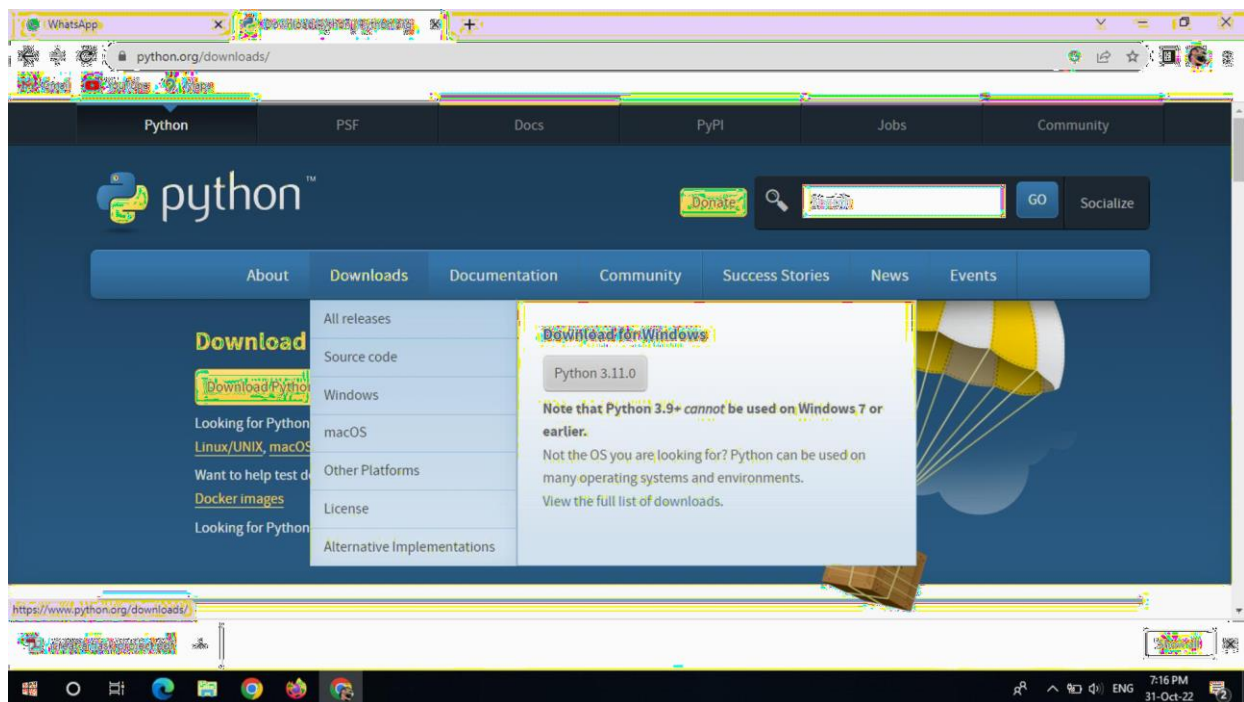 WhatsApp
python.org/downloads/
Python PSF Docs PyPI Jobs Community
python™
Donate
GO Socialize
About Downloads Documentation Community Success Stories News Events
Download
Download Python
Looking for Python
Linux/UNIX, macOS
Want to help test de
Docker images
Looking for Python
All releases
Source code
Windows
macOS
Other Platforms
License
Alternative Implementations
Download for Windows
Python 3.11.0
Note that Python 3.9+ cannot be used on Windows 7 or
earlier.
Not the OS you are looking for? Python can be used on
many operating systems and environments.
View the full list of downloads.
https://www.python.org/downloads/
ENG
7:16 PM
31-Oct-22
2